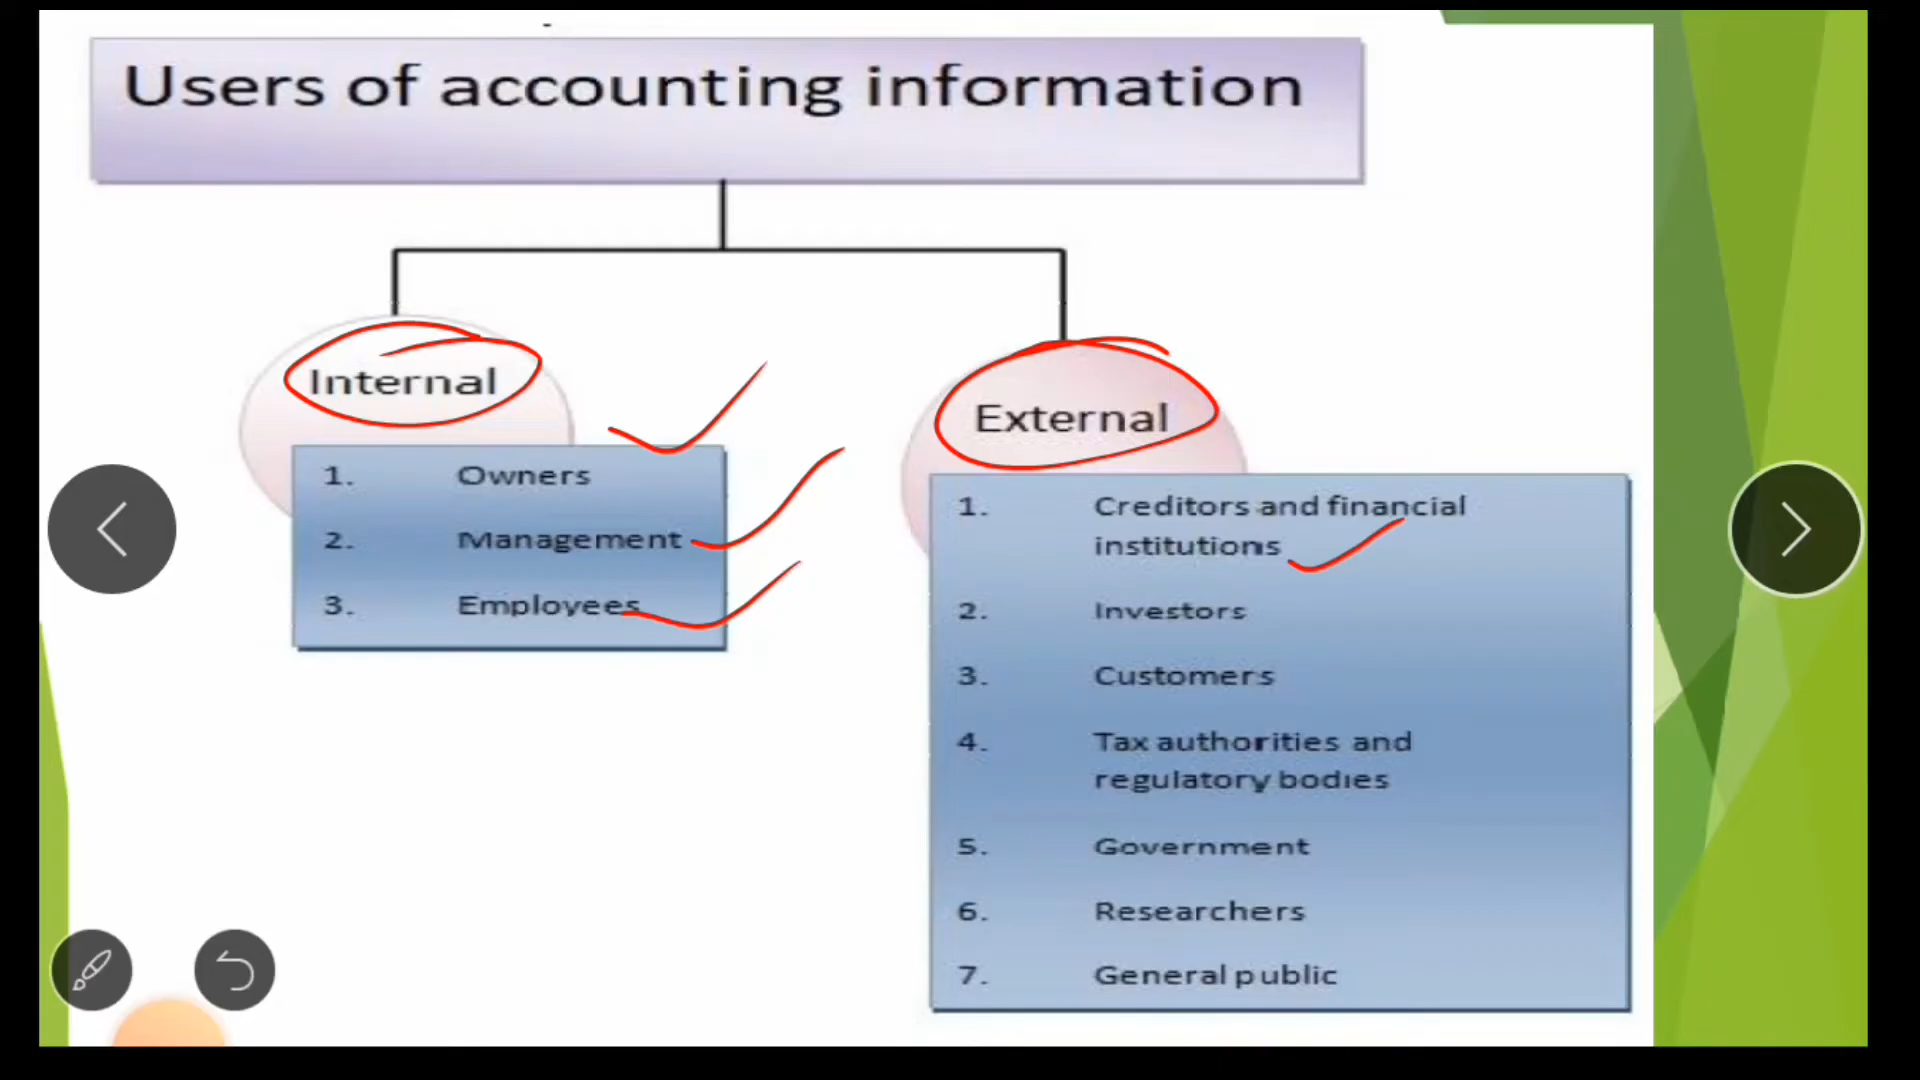 Users of accounting information
Internal
1. Owners
2. Management
3. Employees
External
1. Creditors and financial
institutions
2. Investors
3. Customers
4. Tax authorities and
regulatory bodies
5. Government
6. Researchers
7. General public